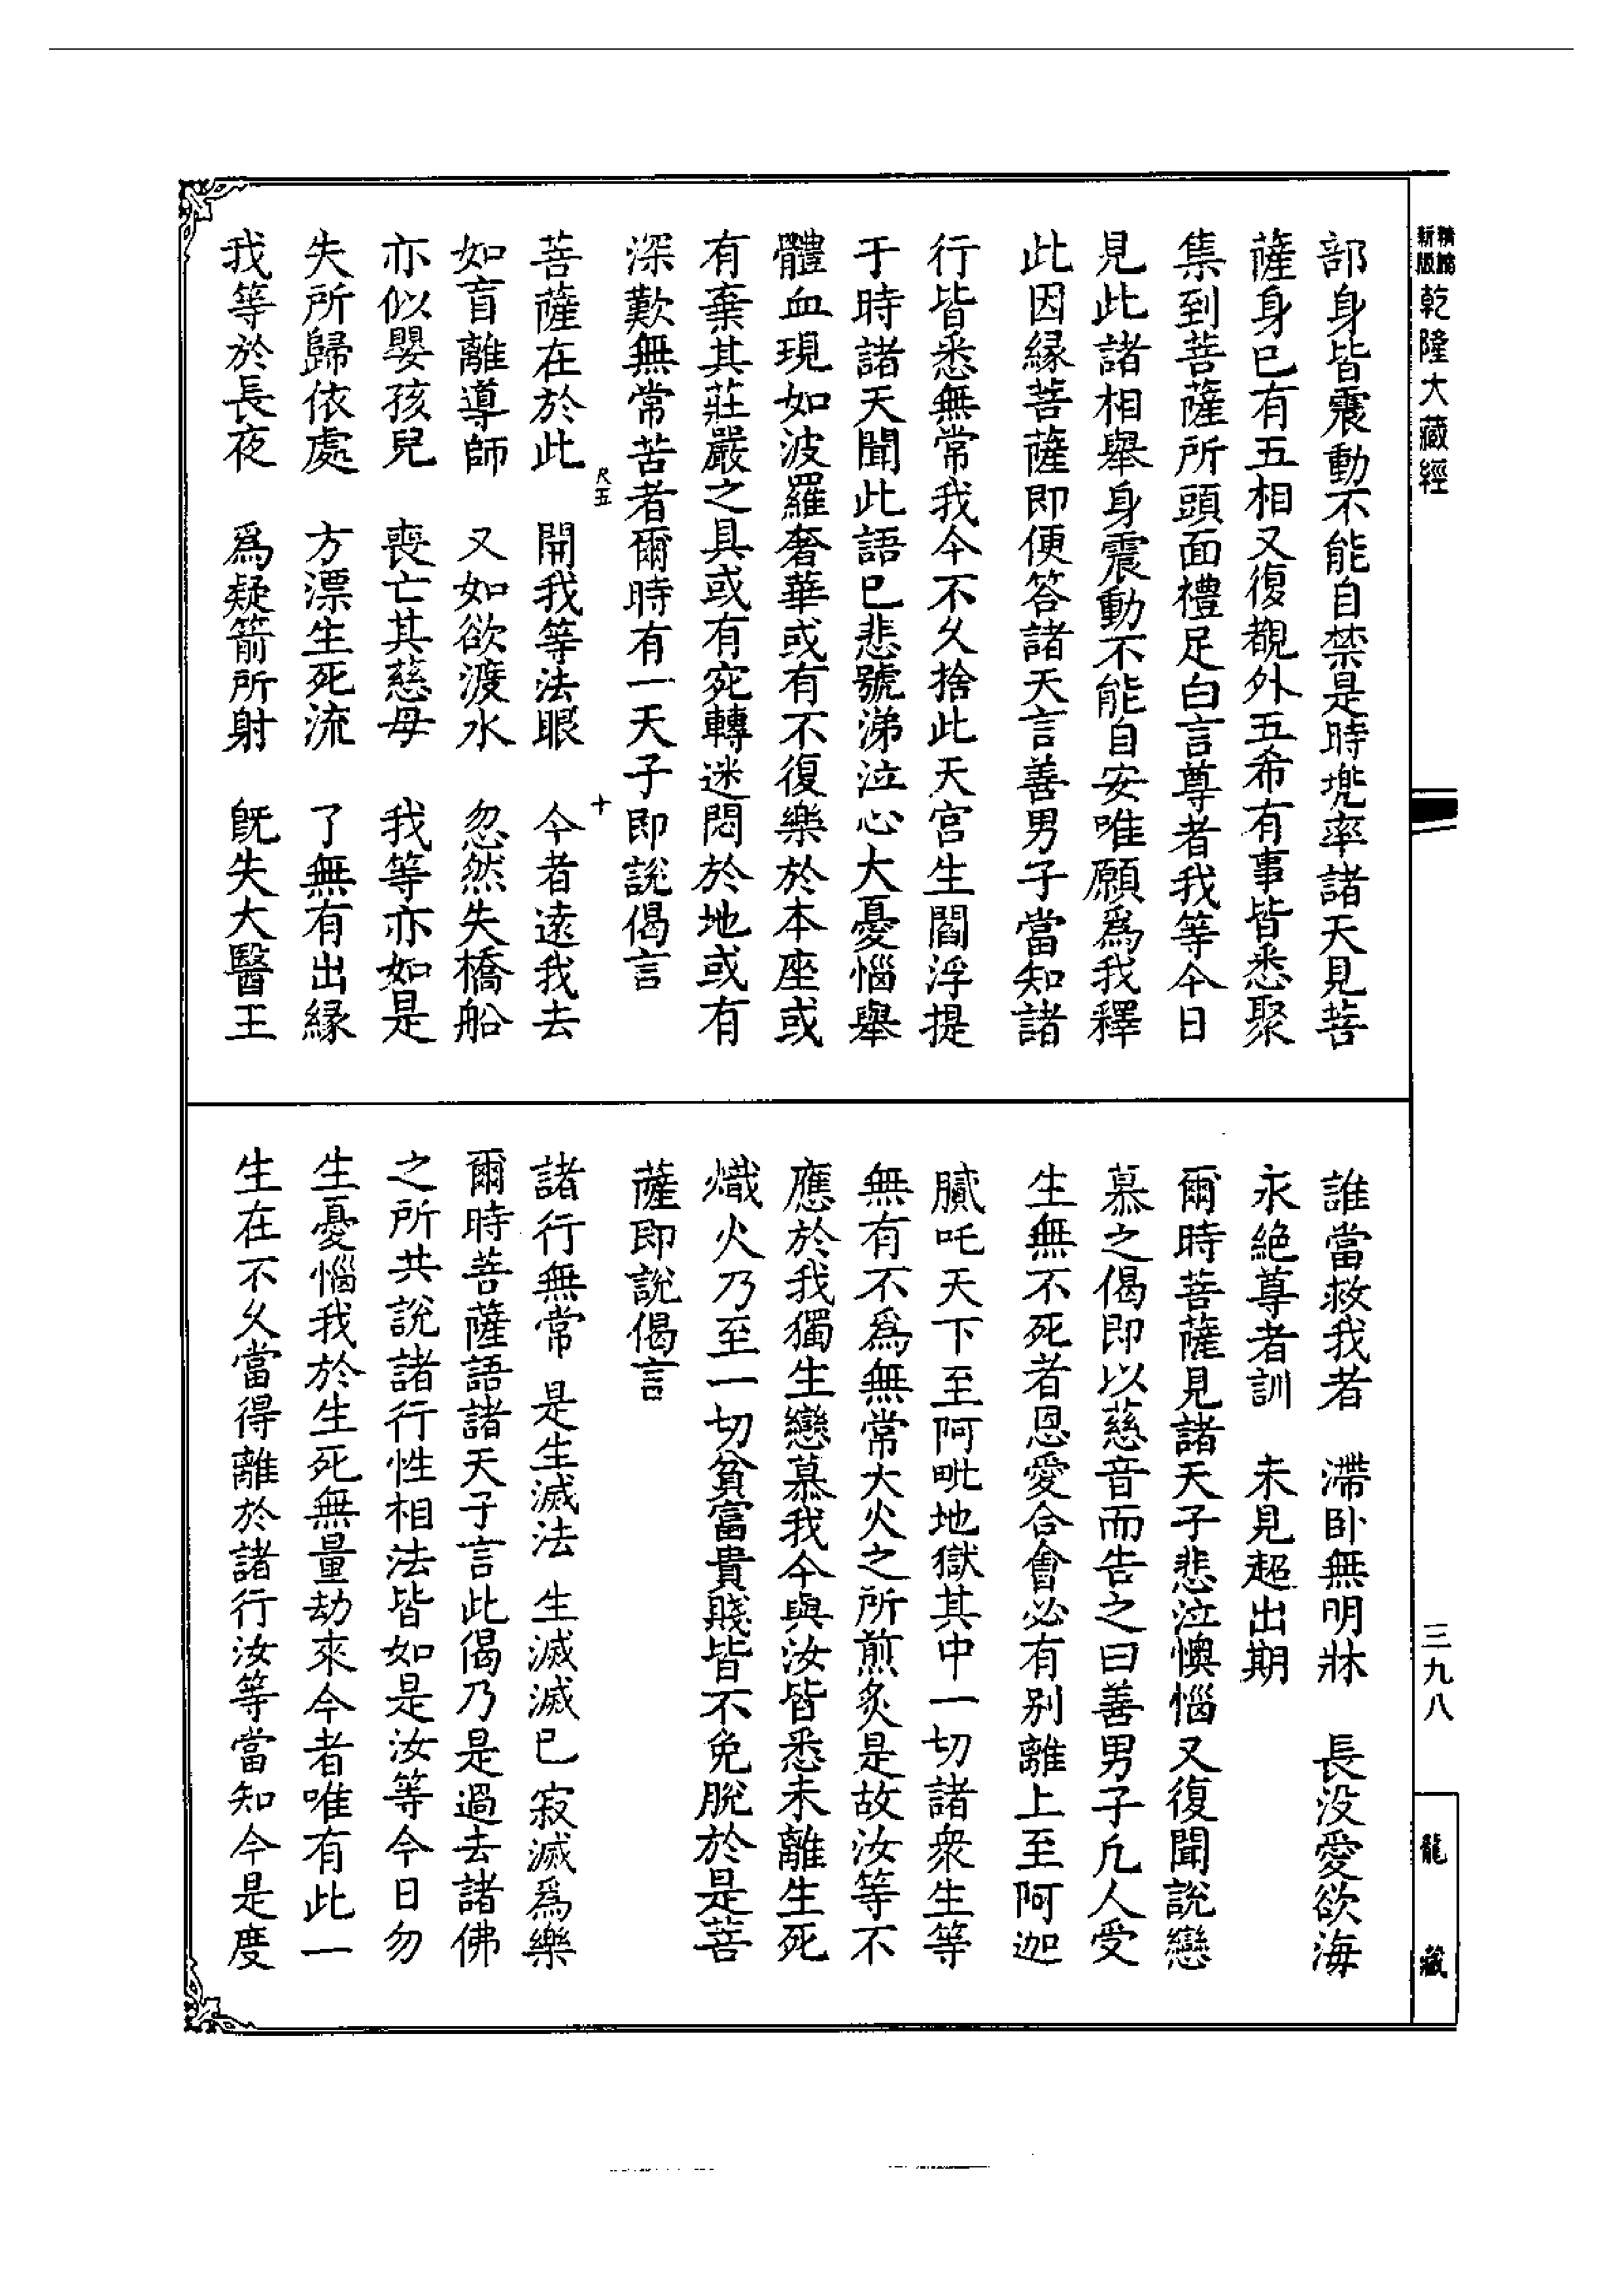 精編
新版
乾隆大藏經
部身皆震動不能自禁是時兜率諸天見菩
薩身已有五相又復覩外五希有事皆悉聚
集到菩薩所頭面禮足白言尊者我等今日
見此諸相舉身震動不能自安唯願爲我釋
此因緣菩薩即便答諸天言善男子當知諸
行皆悉無常我今不久捨此天宮生閻浮提
于時諸天聞此語已悲號涕泣心大憂惱舉
體血現如波羅奢華或有不復樂於本座或
有棄其莊嚴之具或有宛轉迷悶於地或有
深歎無常苦者爾時有一天子即說偈言
尺五
十
菩薩在於此　開我等法眼　今者遠我去
如盲離導師　又如欲渡水　忽然失橋船
亦似嬰孩兒　喪亡其慈母　我等亦如是
失所歸依處　方漂生死流　了無有出緣
我等於長夜　爲疑箭所射　旣失大醫王
誰當救我者　滯卧無明牀　長没愛欲海
永絶尊者訓　未見超出期
爾時菩薩見諸天子悲泣懊惱又復聞說戀
慕之偈即以慈音而告之曰善男子凡人受
生無不死者恩愛合會必有別離上至阿迦
膩吒天下至阿毗地獄其中一切諸衆生等
無有不爲無常大火之所煎炙是故汝等不
應於我獨生戀慕我今與汝皆悉未離生死
熾火乃至一切貧富貴賤皆不免脫於是菩
薩即說偈言
諸行無常　是生滅法　生滅滅已　寂滅爲樂
爾時菩薩語諸天子言此偈乃是過去諸佛
之所共說諸行性相法皆如是汝等今日勿
生憂惱我於生死無量劫來今者唯有此一
生在不久當得離於諸行汝等當知今是度
三九八
龍藏